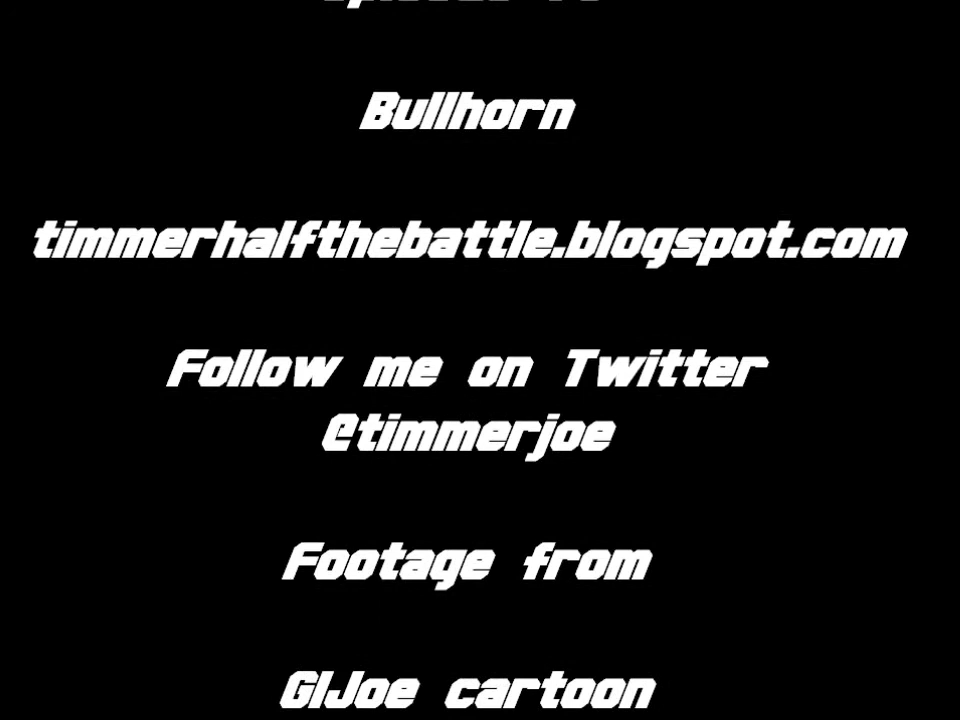 Bullhorn
timmerhalfthebattle.blogspot.com
Follow me on Twitter
@timmerjoe
Footage from
GIJoe cartoon